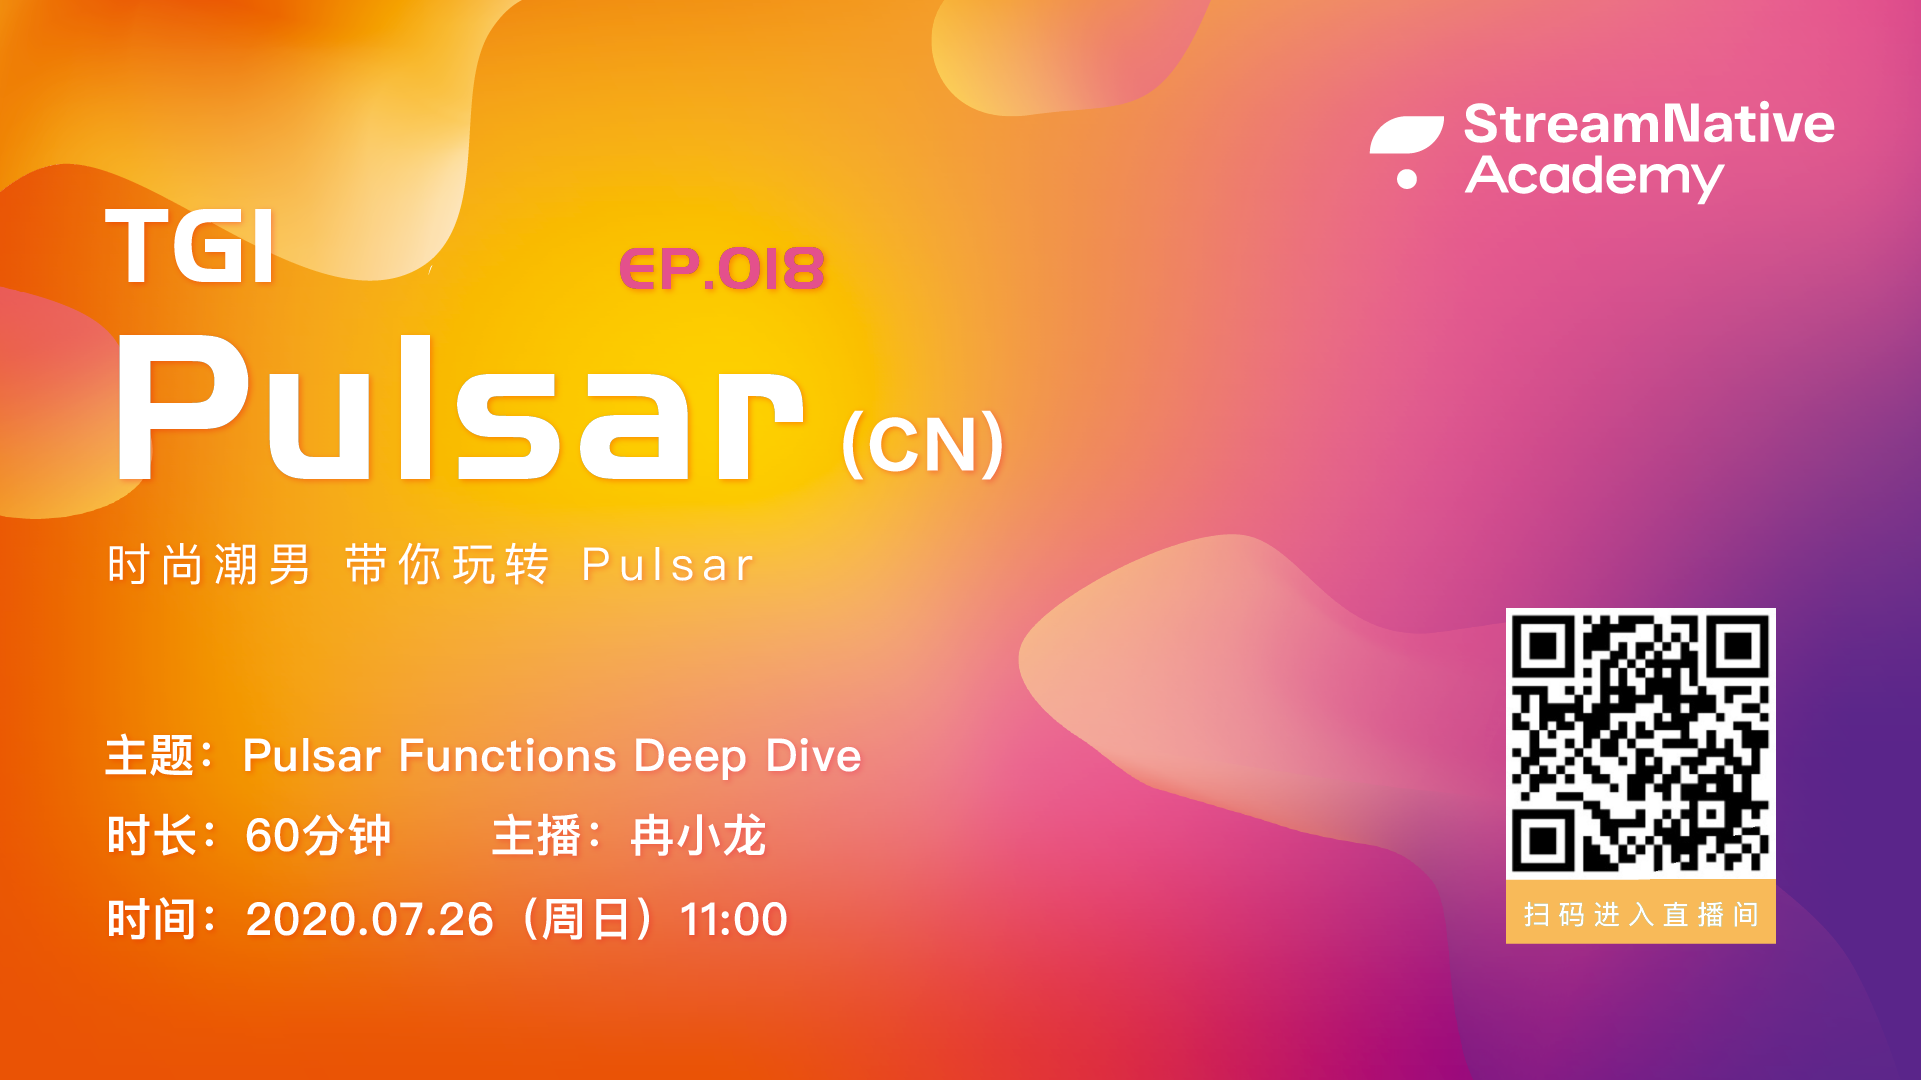 StreamNative
Academy
TGI
EP.018
Pulsar (CN)
时尚潮男 带你玩转 Pulsar
主题：Pulsar Functions Deep Dive
时长：60分钟 主播：冉小龙
时间：2020.07.26（周日）11:00
扫码进入直播间